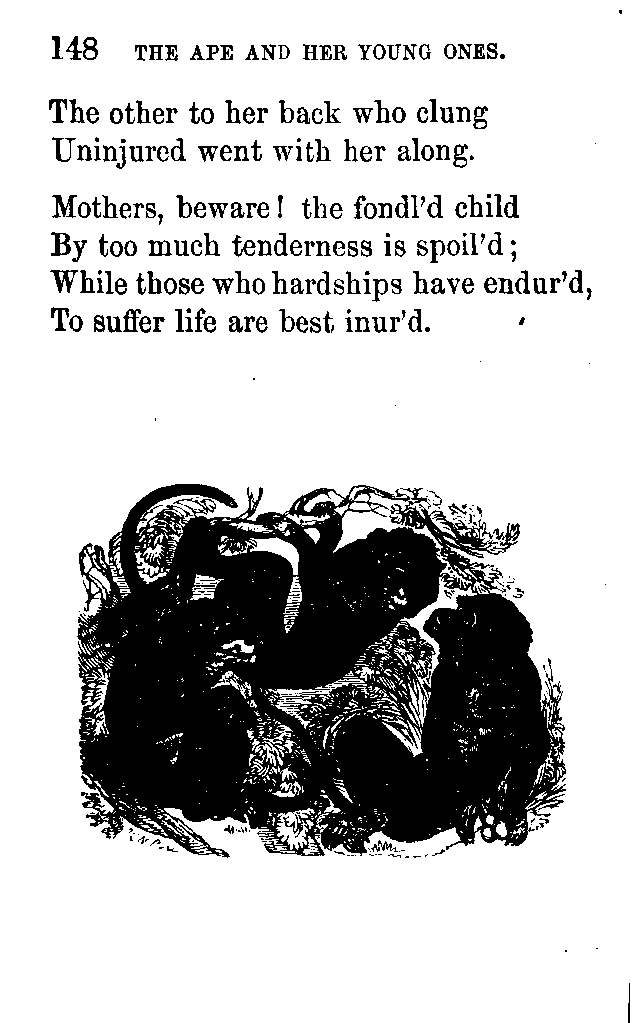 148 THE APE AND HER YOUNG ONES.
The other to her back who clung
Uninjured went with her along.
Mothers, beware! the fondl'd child
By too much tenderness is spoil'd;
While those who hardships have endur'd,
To suffer life are best inur'd.